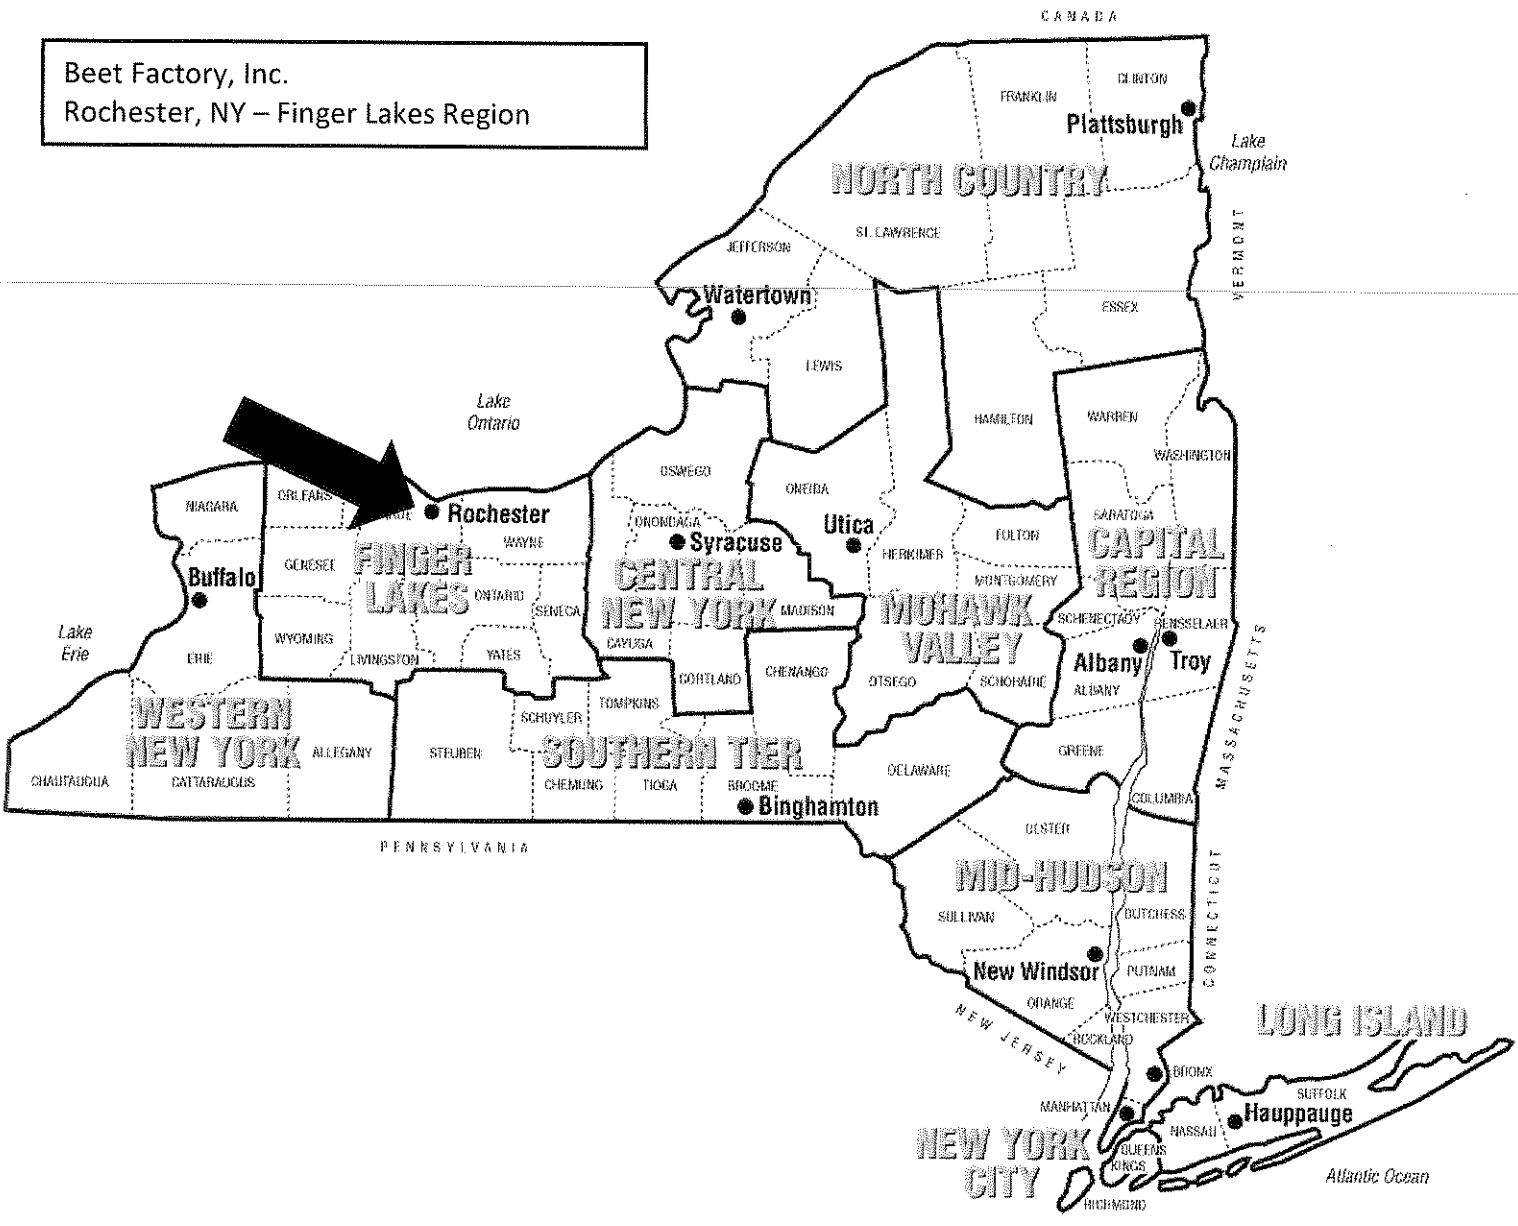 CANADA
Beet Factory, Inc.
Rochester, NY – Finger Lakes Region
CLINTON
FRANKLIN
Plattsburgh
Lake
Champlain
NORTH COUNTRY
VERMONT
ST. LAWRENCE
JEFFERSON
Watertown
ESSEX
LEWIS
HAMILTON
WARREN
WASHINGTON
Lake
Ontario
OSWEGO
ONEIDA
NIAGARA
ORLEANS
Rochester
ONONDAGA
Utica
SARATOGA
FULTON
WAYNE
Syracuse
HERKIMER
CAPITAL
REGION
FINGER
LAKES
GENESEE
CENTRAL
NEW YORK
MONTGOMERY
Buffalo
ONTARIO
SENECA
MADISON
MOHAWK
VALLEY
SCHENECTADY
RENSSELAER
Lake
Erie
ERIE
WYOMING
LIVINGSTON
YATES
CAYUGA
CORTLAND
CHENANGO
OTSEGO
SCHOHARIE
Albany
Troy
ALBANY
MASSACHUSETTS
WESTERN
NEW YORK
ALLEGANY
STEUBEN
SCHUYLER
TOMPKINS
SOUTHERN TIER
DELAWARE
GREENE
CHAUTAUQUA
CATTARAUGUS
CHEMUNG
TIOGA
BROOME
Binghamton
COLUMBIA
PENNSYLVANIA
ULSTER
MID-HUDSON
SULLIVAN
DUTCHESS
CONNECTICUT
New Windsor
PUTNAM
ORANGE
WESTCHESTER
ROCKLAND
NEW JERSEY
LONG ISLAND
BRONX
MANHATTAN
SUFFOLK
Hauppauge
NASSAU
NEW YORK
CITY
QUEENS
KINGS
RICHMOND
Atlantic Ocean